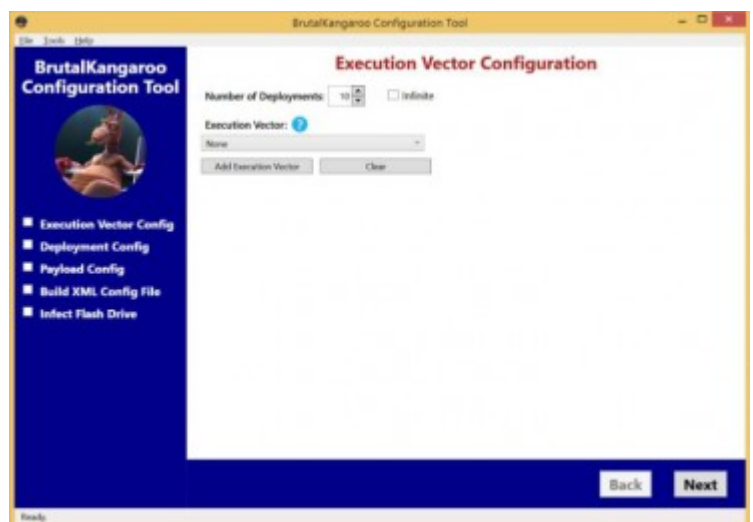 BrutalKangaroo Configuration Tool
File Tools Help
BrutalKangaroo
Configuration Tool
Execution Vector Config
Deployment Config
Payload Config
Build XML Config File
Infect Flash Drive
Execution Vector Configuration
Number of Deployments: 10 Infinite
Execution Vector: ?
None
Add Execution Vector Clear
Back Next
Ready